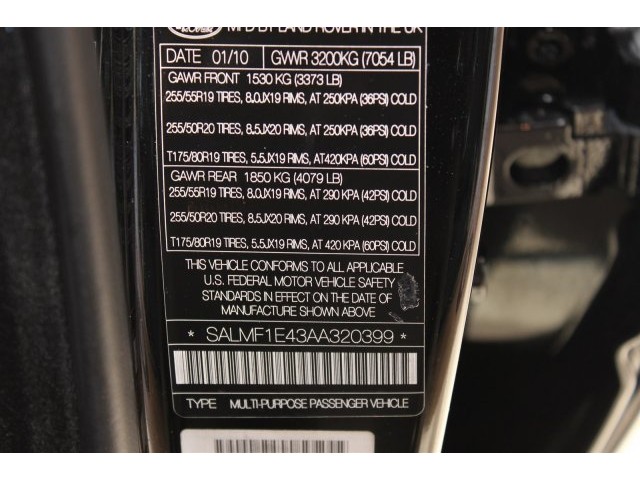 MFD BY LAND ROVER IN THE UK
DATE 01/10 GWWR 3200KG (7054 LB)
GAWR FRONT 1530 KG (3373 LB)
255/55R19 TIRES, 8.0JX19 RIMS, AT 250KPA (36PSI) COLD
255/50R20 TIRES, 8.5JX20 RIMS, AT 250KPA (36PSI) COLD
T175/80R19 TIRES, 5.5JX19 RIMS, AT420KPA (60PSI) COLD
GAWR REAR 1850 KG (4079 LB)
255/55R19 TIRES, 8.0JX19 RIMS, AT 290 KPA (42PSI) COLD
255/50R20 TIRES, 8.5JX20 RIMS, AT 290 KPA (42PSI) COLD
T175/80R19 TIRES, 5.5JX19 RIMS, AT 420 KPA (60PSI) COLD
THIS VEHICLE CONFORMS TO ALL APPLICABLE
U.S. FEDERAL MOTOR VEHICLE SAFETY
STANDARDS IN EFFECT ON THE DATE OF
MANUFACTURE SHOWN ABOVE
* SALMF1E43AA320399 *
TYPE MULTI-PURPOSE PASSENGER VEHICLE